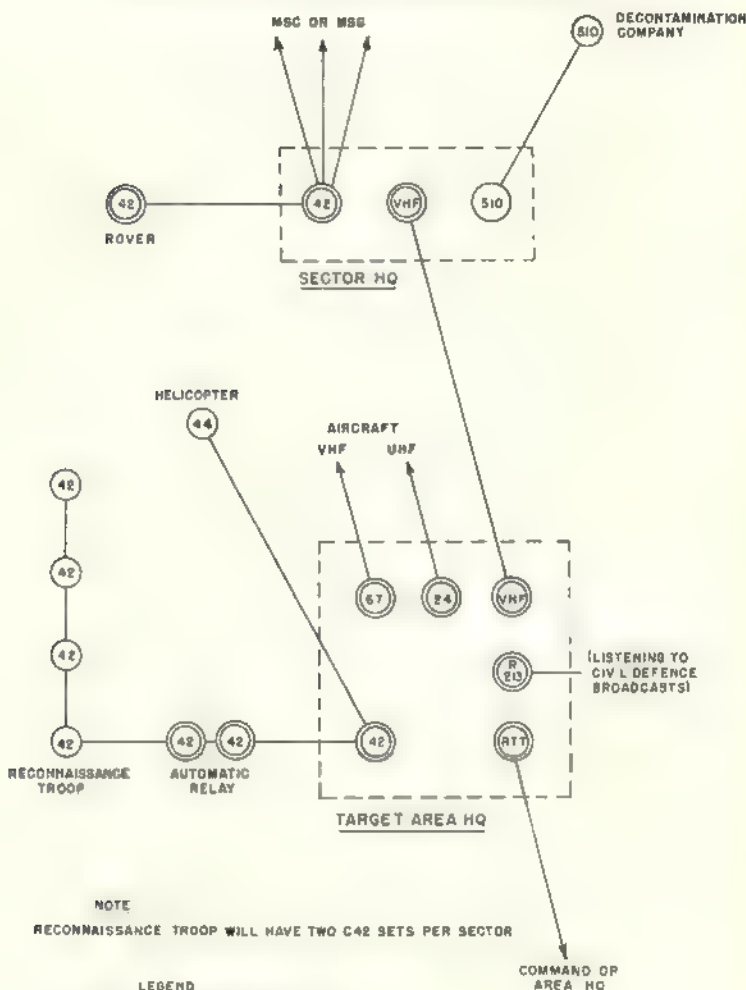 MSC OR MSG
DECONTAMINATION
COMPANY
510
42
42
VHF
510
ROVER
SECTOR HQ
HELICOPTER
44
AIRCRAFT
VHF
UHF
42
42
42
67
24
VHF
R
213
(LISTENING TO
CIVIL DEFENCE
BROADCASTS)
42
42
42
42
RTT
RECONNAISSANCE
TROOP
AUTOMATIC
RELAY
TARGET AREA HQ
NOTE
RECONNAISSANCE TROOP WILL HAVE TWO C42 SETS PER SECTOR
LEGEND
COMMAND OR
AREA HQ